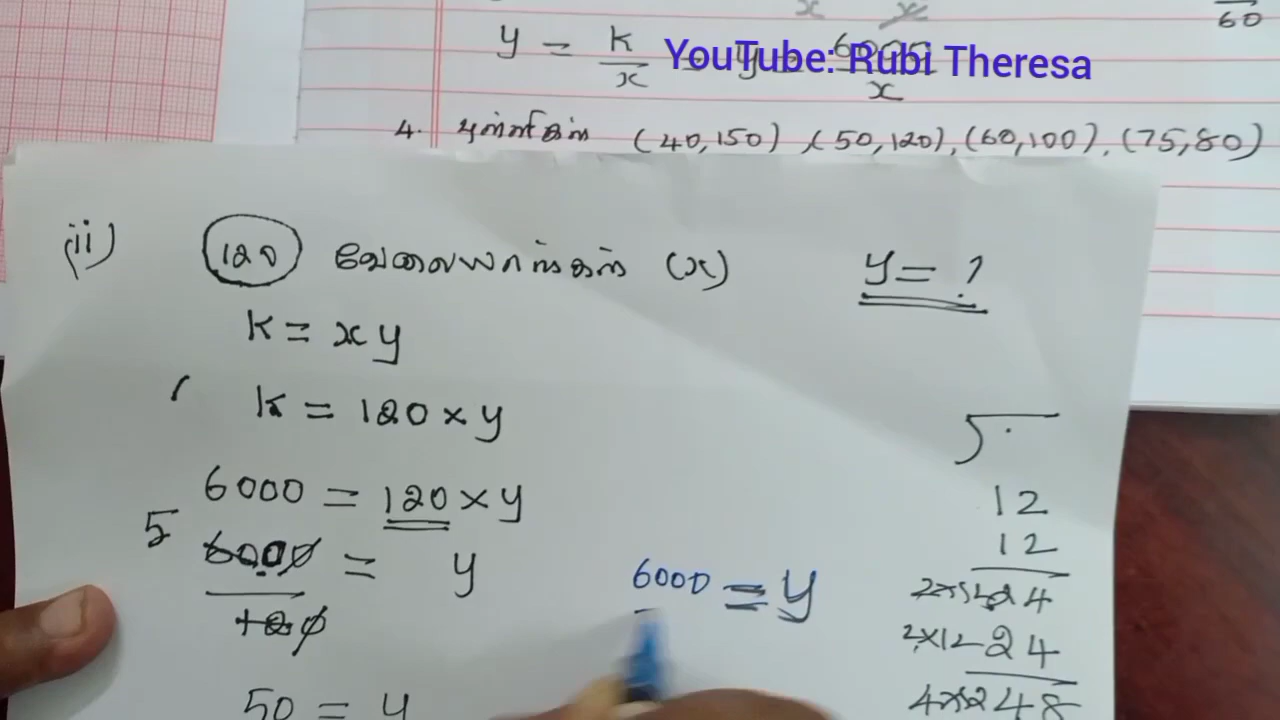 60
y = k/x
YouTube: Rubi Theresa
4. புள்ளிகள் (40,150), (50,120), (60,100), (75,80)
(ii) 120 வேலையாட்கள் (x) y = ?
k = xy
k = 120 × y
6000 = 120 × y
5
6000/120 = y
50 = y
6000 = y
12
12
24
2×12 24
48